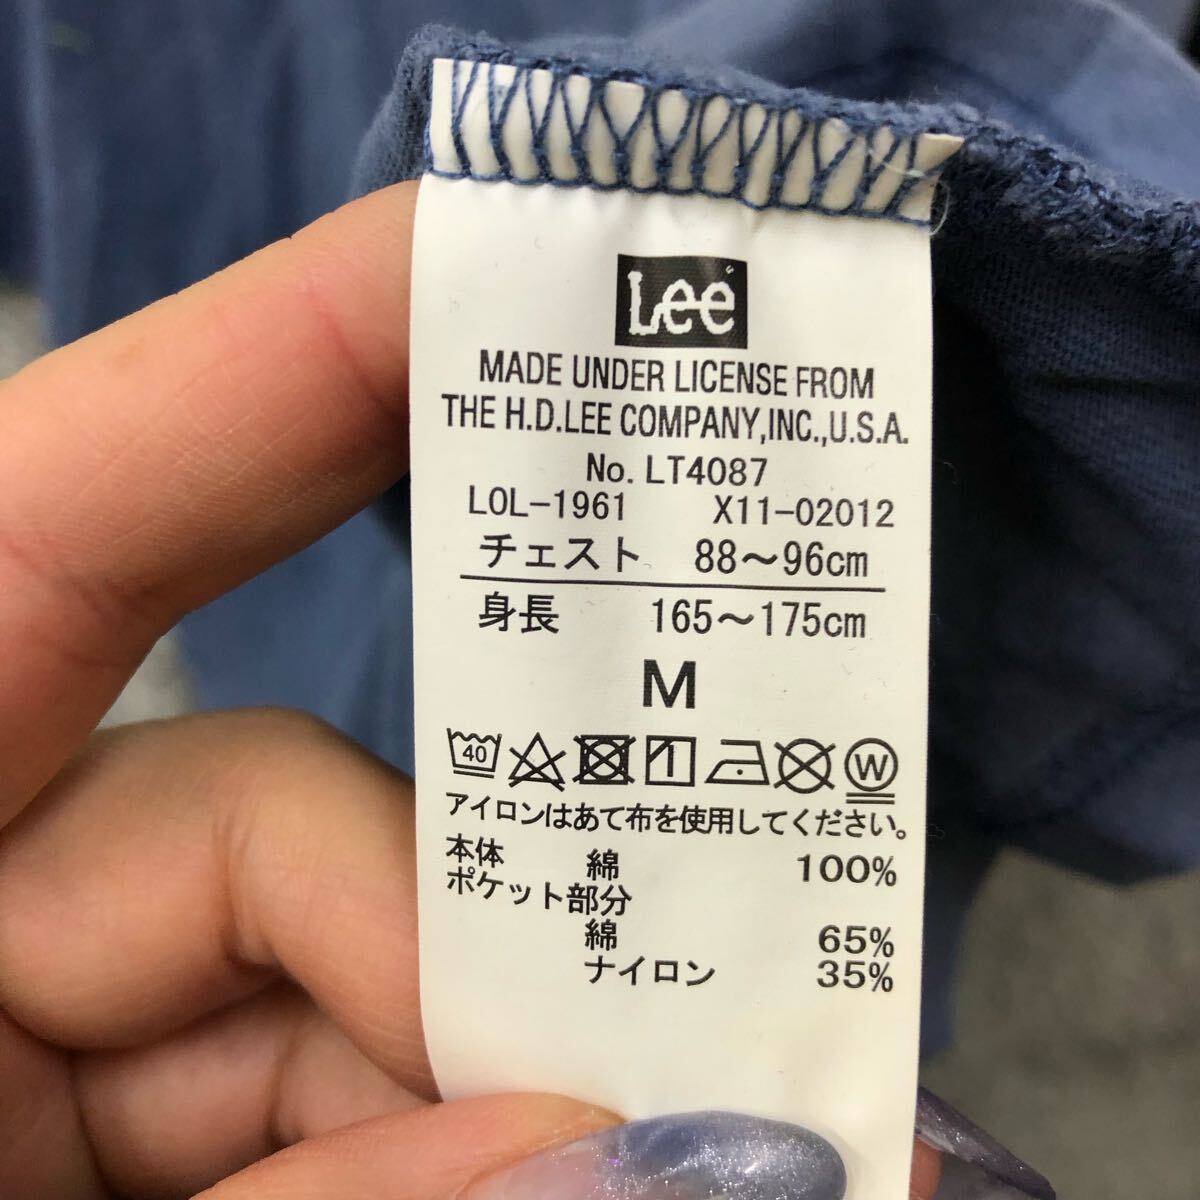 Lee
MADE UNDER LICENSE FROM
THE H.D.LEE COMPANY,INC.,U.S.A.
No. LT4087
LOL-1961 X11-02012
チェスト 88～96cm
身長 165～175cm
M
40 W
アイロンはあて布を使用してください。
本体 綿 100%
ポケット部分
綿 65%
ナイロン 35%